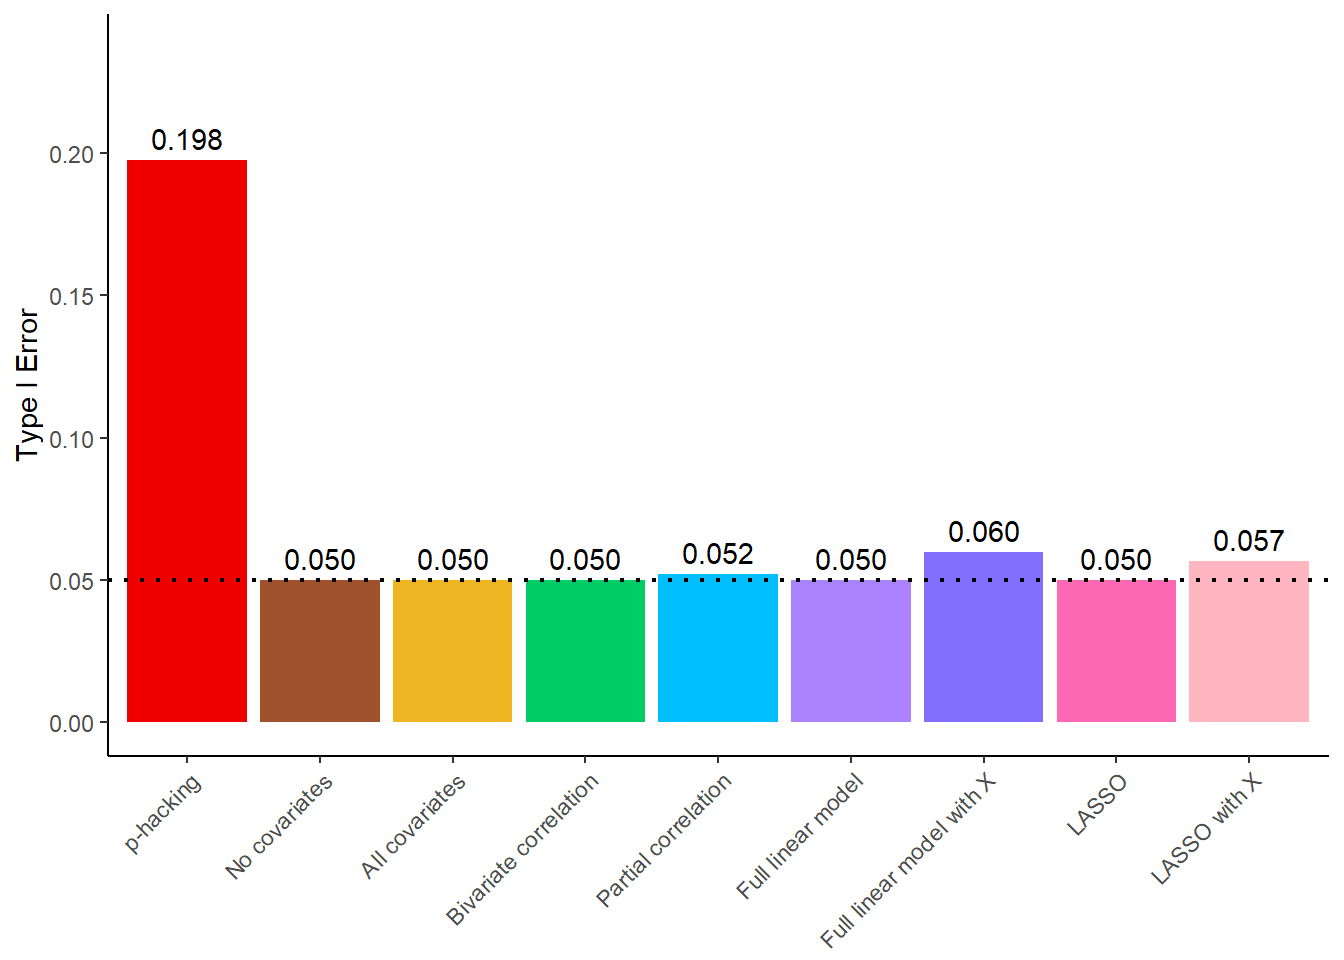 Type I Error
0.20
0.15
0.10
0.05
0.00
0.198
0.050
0.050
0.050
0.052
0.050
0.060
0.050
0.057
p-hacking
No covariates
All covariates
Bivariate correlation
Partial correlation
Full linear model
Full linear model with X
LASSO
LASSO with X